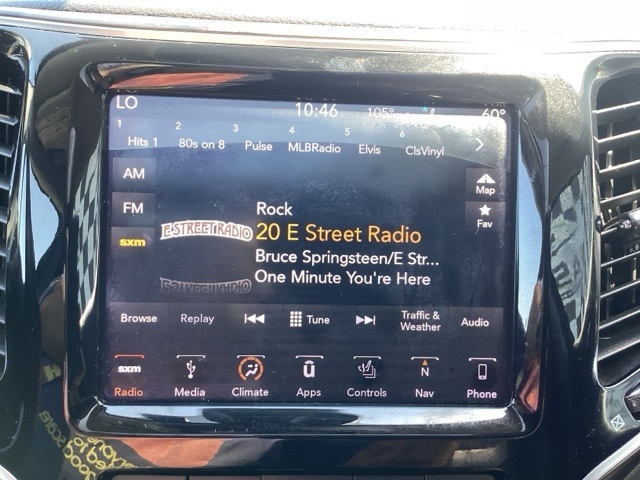 LO 10:46 105° 60°
1 2 3 4 5 6
Hits 1 80s on 8 Pulse MLBRadio Elvis ClsVinyl
AM
FM
sxm
Map
Fav
E STREET RADIO
Rock
20 E Street Radio
Bruce Springsteen/E Str...
One Minute You're Here
Browse Replay Tune Traffic & Weather Audio
sxm N
Radio Media Climate Apps Controls Nav Phone